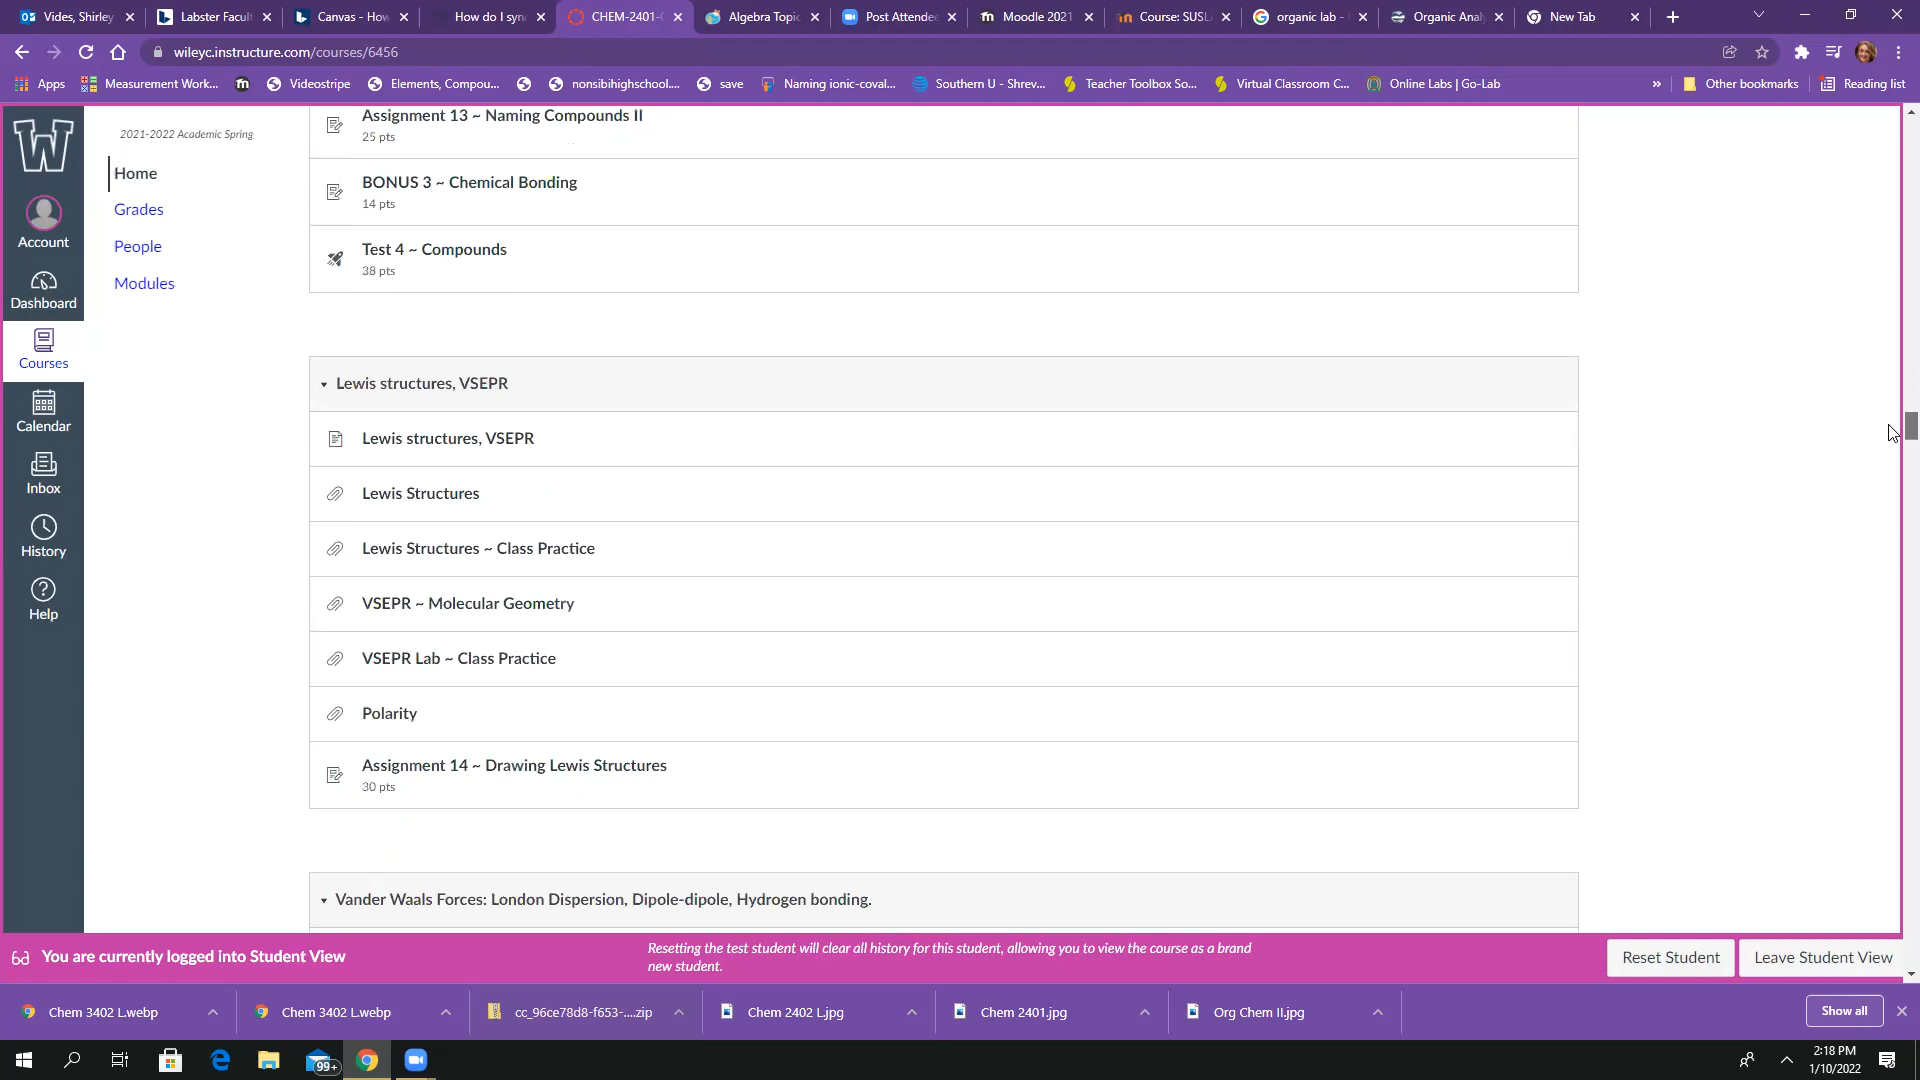 Vides, Shirley
Labster Facul
Canvas - How
How do I syn
CHEM-2401-
Algebra Topic
Post Attendee
Moodle 2021
Course: SUSL
organic lab -
Organic Anal
New Tab
wileyc.instructure.com/courses/6456
Apps
Measurement Work...
Videostripe
Elements, Compou...
nonsibihighschool....
save
Naming ionic-coval...
Southern U - Shrev...
Teacher Toolbox So...
Virtual Classroom C...
Online Labs | Go-Lab
»
Other bookmarks
Reading list
W
Account
Dashboard
Courses
Calendar
Inbox
History
Help
2021-2022 Academic Spring
Home
Grades
People
Modules
Assignment 13 ~ Naming Compounds II
25 pts
BONUS 3 ~ Chemical Bonding
14 pts
Test 4 ~ Compounds
38 pts
Lewis structures, VSEPR
Lewis structures, VSEPR
Lewis Structures
Lewis Structures ~ Class Practice
VSEPR ~ Molecular Geometry
VSEPR Lab ~ Class Practice
Polarity
Assignment 14 ~ Drawing Lewis Structures
30 pts
Vander Waals Forces: London Dispersion, Dipole-dipole, Hydrogen bonding.
You are currently logged into Student View
Resetting the test student will clear all history for this student, allowing you to view the course as a brand
new student.
Reset Student
Leave Student View
Chem 3402 L.webp
Chem 3402 L.webp
cc_96ce78d8-f653-....zip
Chem 2402 L.jpg
Chem 2401.jpg
Org Chem II.jpg
Show all
99+
2:18 PM
1/10/2022